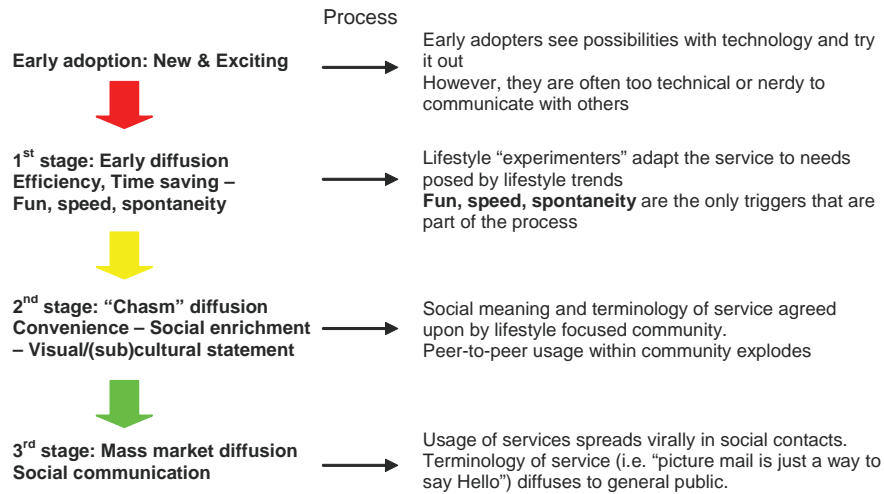 Process
Early adoption: New & Exciting
Early adopters see possibilities with technology and try
it out
However, they are often too technical or nerdy to
communicate with others
1st stage: Early diffusion
Efficiency, Time saving –
Fun, speed, spontaneity
Lifestyle “experimenters” adapt the service to needs
posed by lifestyle trends
Fun, speed, spontaneity are the only triggers that are
part of the process
2nd stage: “Chasm” diffusion
Convenience – Social enrichment
– Visual/(sub)cultural statement
Social meaning and terminology of service agreed
upon by lifestyle focused community.
Peer-to-peer usage within community explodes
3rd stage: Mass market diffusion
Social communication
Usage of services spreads virally in social contacts.
Terminology of service (i.e. “picture mail is just a way to
say Hello”) diffuses to general public.